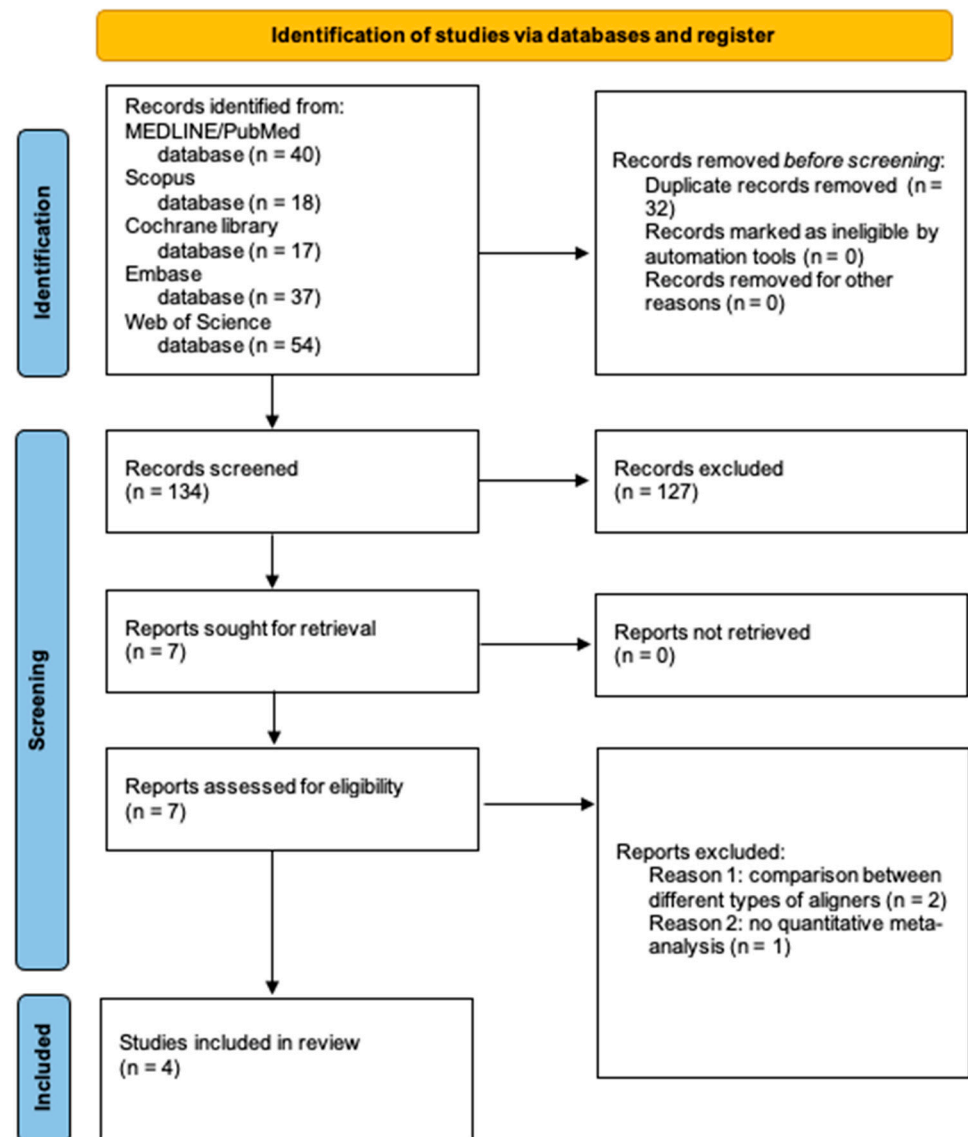 Identification of studies via databases and register
Identification
Records identified from:
MEDLINE/PubMed
database (n = 40)
Scopus
database (n = 18)
Cochrane library
database (n = 17)
Embase
database (n = 37)
Web of Science
database (n = 54)
Records removed before screening:
Duplicate records removed (n =
32)
Records marked as ineligible by
automation tools (n = 0)
Records removed for other
reasons (n = 0)
Screening
Records screened
(n = 134)
Records excluded
(n = 127)
Reports sought for retrieval
(n = 7)
Reports not retrieved
(n = 0)
Reports assessed for eligibility
(n = 7)
Reports excluded:
Reason 1: comparison between
different types of aligners (n = 2)
Reason 2: no quantitative meta-
analysis (n = 1)
Included
Studies included in review
(n = 4)